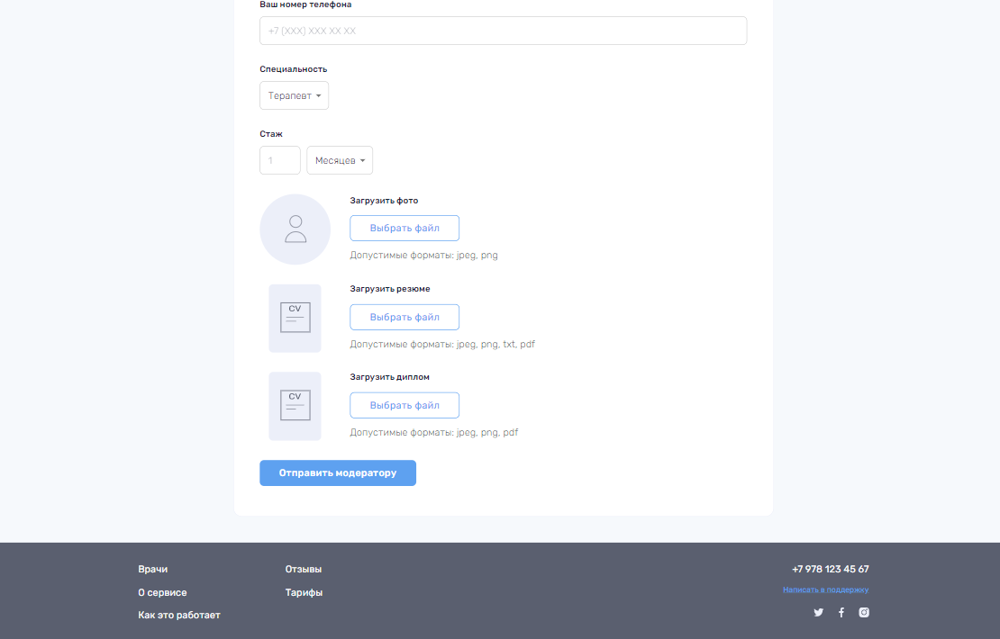 Ваш номер телефона
+7 (XXX) XXX XX XX
Специальность
Терапевт
Стаж
1 Месяцев
Загрузить фото
Выбрать файл
Допустимые форматы: jpeg, png
CV
Загрузить резюме
Выбрать файл
Допустимые форматы: jpeg, png, txt, pdf
CV
Загрузить диплом
Выбрать файл
Допустимые форматы: jpeg, png, pdf
Отправить модератору
Врачи
О сервисе
Как это работает
Отзывы
Тарифы
+7 978 123 45 67
Написать в поддержку